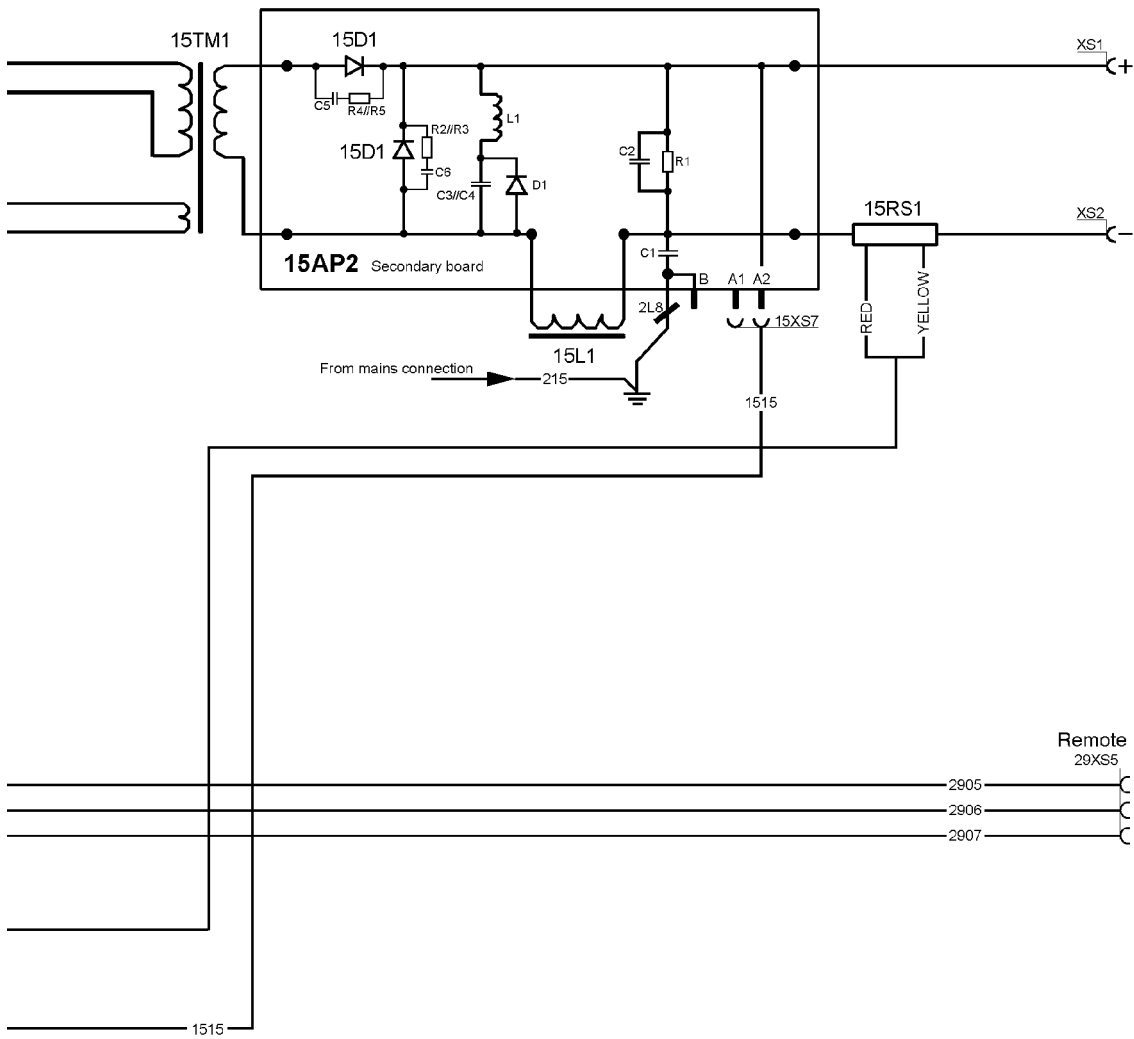 15TM1
15D1
XS1
+
C5
R4//R5
L1
R2//R3
15D1
C6
C3//C4
D1
C2
R1
15RS1
XS2
−
15AP2 Secondary board
C1
B
A1
A2
2L8
15XS7
RED
YELLOW
15L1
From mains connection
215
1515
Remote
29XS5
2905
2906
2907
1515